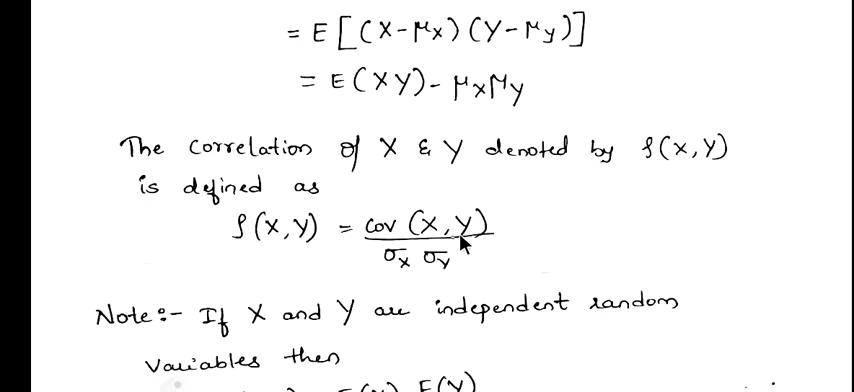 = E[(X-μx)(Y-μy)]
= E(XY)- μxμy
The Correlation of X & Y denoted by ρ(X,Y)
is defined as
ρ(X,Y) = cov (X,Y) / σx σy
Note:- If X and Y are independent random
Variables then
E(Y)